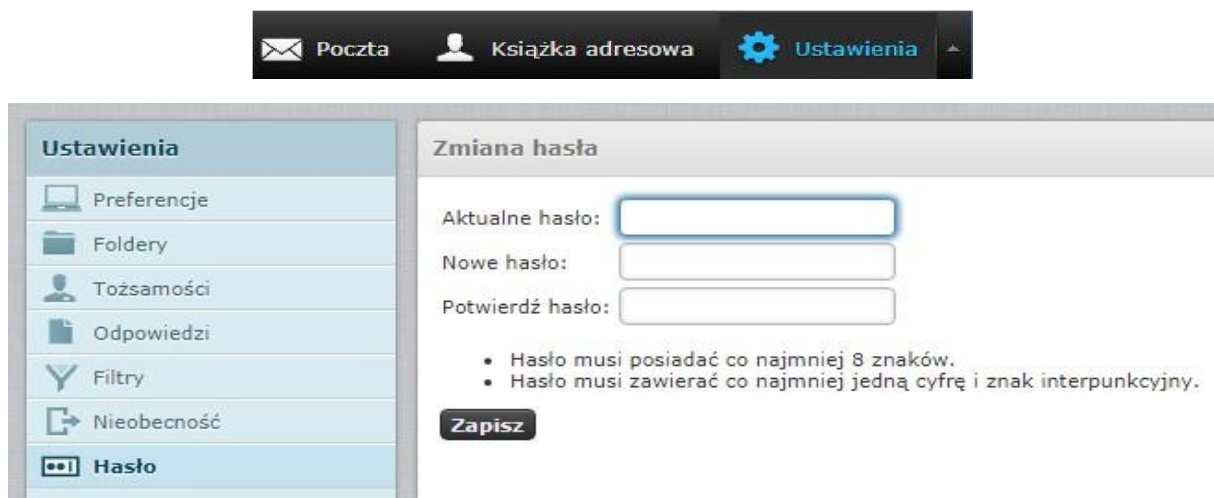 Poczta Książka adresowa Ustawienia
Ustawienia
Preferencje
Foldery
Tożsamości
Odpowiedzi
Filtry
Nieobecność
Hasło
Zmiana hasła
Aktualne hasło:
Nowe hasło:
Potwierdź hasło:
• Hasło musi posiadać co najmniej 8 znaków.
• Hasło musi zawierać co najmniej jedną cyfrę i znak interpunkcyjny.
Zapisz